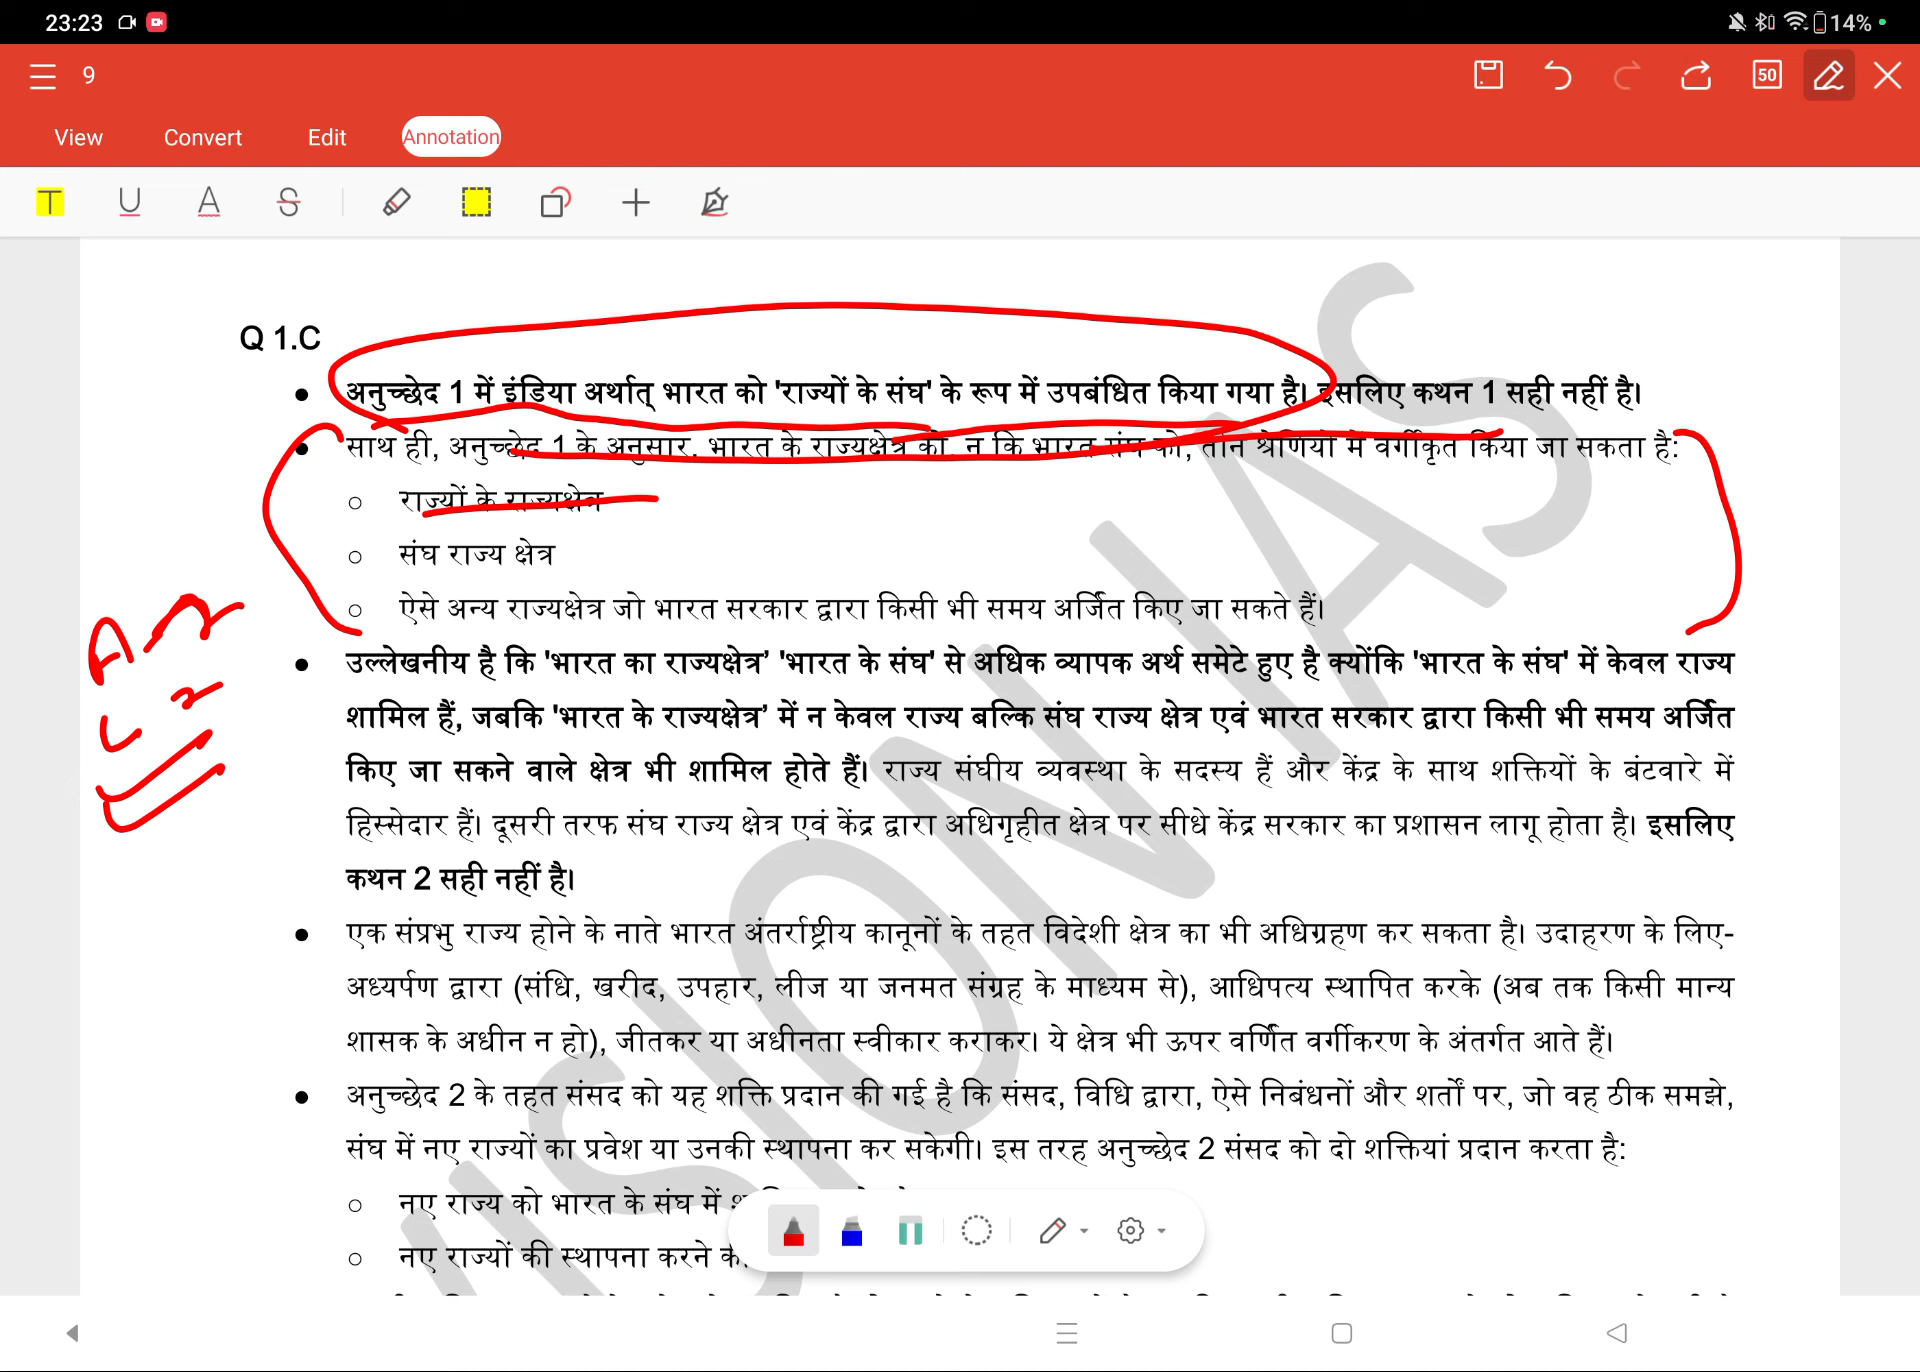 23:23
14%
9
50
View Convert Edit Annotation
T U A S
Q 1.C
● अनुच्छेद 1 में इंडिया अर्थात् भारत को 'राज्यों के संघ' के रूप में उपबंधित किया गया है। इसलिए कथन 1 सही नहीं है।
● साथ ही, अनुच्छेद 1 के अनुसार, भारत के राज्यक्षेत्र को, न कि भारत संघ को, तीन श्रेणियों में वर्गीकृत किया जा सकता है:
○ राज्यों के राज्यक्षेत्र
○ संघ राज्य क्षेत्र
○ ऐसे अन्य राज्यक्षेत्र जो भारत सरकार द्वारा किसी भी समय अर्जित किए जा सकते हैं।
● उल्लेखनीय है कि 'भारत का राज्यक्षेत्र’ 'भारत के संघ' से अधिक व्यापक अर्थ समेटे हुए है क्योंकि 'भारत के संघ' में केवल राज्य
शामिल हैं, जबकि 'भारत के राज्यक्षेत्र’ में न केवल राज्य बल्कि संघ राज्य क्षेत्र एवं भारत सरकार द्वारा किसी भी समय अर्जित
किए जा सकने वाले क्षेत्र भी शामिल होते हैं। राज्य संघीय व्यवस्था के सदस्य हैं और केंद्र के साथ शक्तियों के बंटवारे में
हिस्सेदार हैं। दूसरी तरफ संघ राज्य क्षेत्र एवं केंद्र द्वारा अधिगृहीत क्षेत्र पर सीधे केंद्र सरकार का प्रशासन लागू होता है। इसलिए
कथन 2 सही नहीं है।
● एक संप्रभु राज्य होने के नाते भारत अंतर्राष्ट्रीय कानूनों के तहत विदेशी क्षेत्र का भी अधिग्रहण कर सकता है। उदाहरण के लिए-
अध्यर्पण द्वारा (संधि, खरीद, उपहार, लीज या जनमत संग्रह के माध्यम से), आधिपत्य स्थापित करके (अब तक किसी मान्य
शासक के अधीन न हो), जीतकर या अधीनता स्वीकार कराकर। ये क्षेत्र भी ऊपर वर्णित वर्गीकरण के अंतर्गत आते हैं।
● अनुच्छेद 2 के तहत संसद को यह शक्ति प्रदान की गई है कि संसद, विधि द्वारा, ऐसे निबंधनों और शर्तों पर, जो वह ठीक समझे,
संघ में नए राज्यों का प्रवेश या उनकी स्थापना कर सकेगी। इस तरह अनुच्छेद 2 संसद को दो शक्तियां प्रदान करता है:
○ नए राज्य को भारत के संघ में
○ नए राज्यों की स्थापना करने
VISION IAS